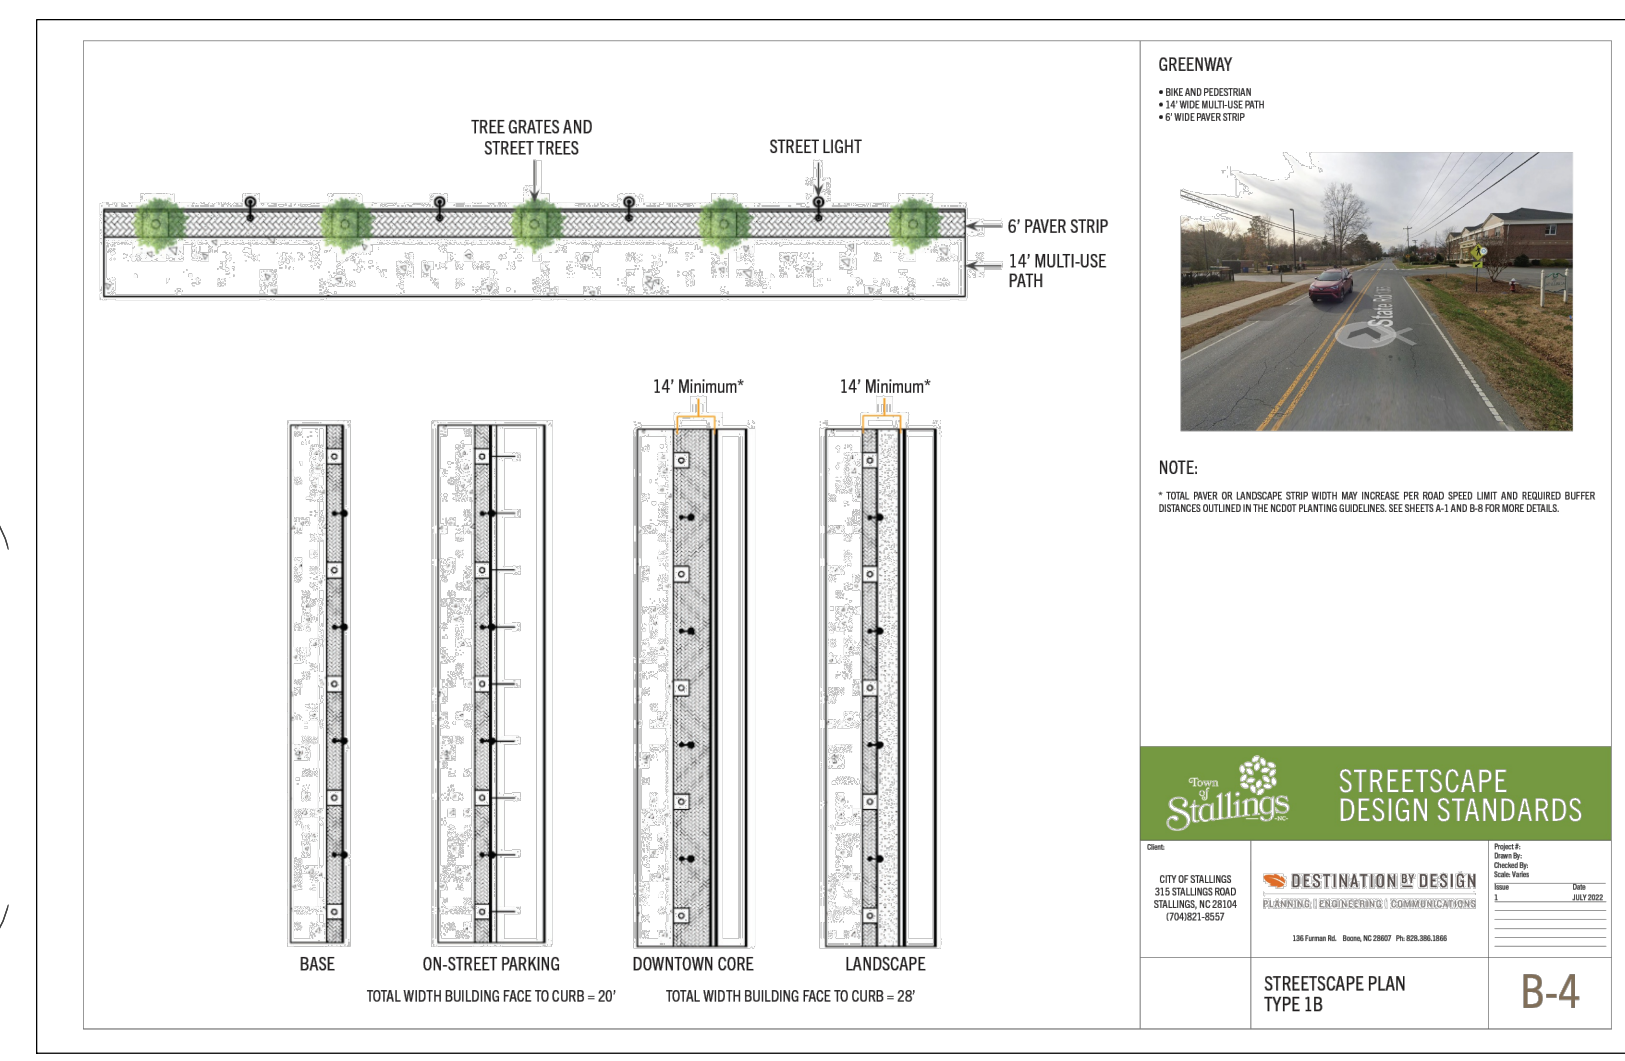 TREE GRATES AND
STREET TREES
STREET LIGHT
6’ PAVER STRIP
14’ MULTI-USE
PATH
14’ Minimum*
14’ Minimum*
BASE
ON-STREET PARKING
DOWNTOWN CORE
LANDSCAPE
TOTAL WIDTH BUILDING FACE TO CURB = 20’
TOTAL WIDTH BUILDING FACE TO CURB = 28’
GREENWAY
• BIKE AND PEDESTRIAN
• 14’ WIDE MULTI-USE PATH
• 6’ WIDE PAVER STRIP
State Rd
NOTE:
* TOTAL PAVER OR LANDSCAPE STRIP WIDTH MAY INCREASE PER ROAD SPEED LIMIT AND REQUIRED BUFFER
DISTANCES OUTLINED IN THE NCDOT PLANTING GUIDELINES. SEE SHEETS A-1 AND B-8 FOR MORE DETAILS.
Town
of
Stallings
-NC-
STREETSCAPE
DESIGN STANDARDS
Client:
CITY OF STALLINGS
315 STALLINGS ROAD
STALLINGS, NC 28104
(704)821-8557
DESTINATION BY DESIGN
PLANNING | ENGINEERING | COMMUNICATIONS
136 Furman Rd. Boone, NC 28607 Ph: 828.386.1866
Project #:
Drawn By:
Checked By:
Scale: Varies
Issue Date
1 JULY 2022
STREETSCAPE PLAN
TYPE 1B
B-4